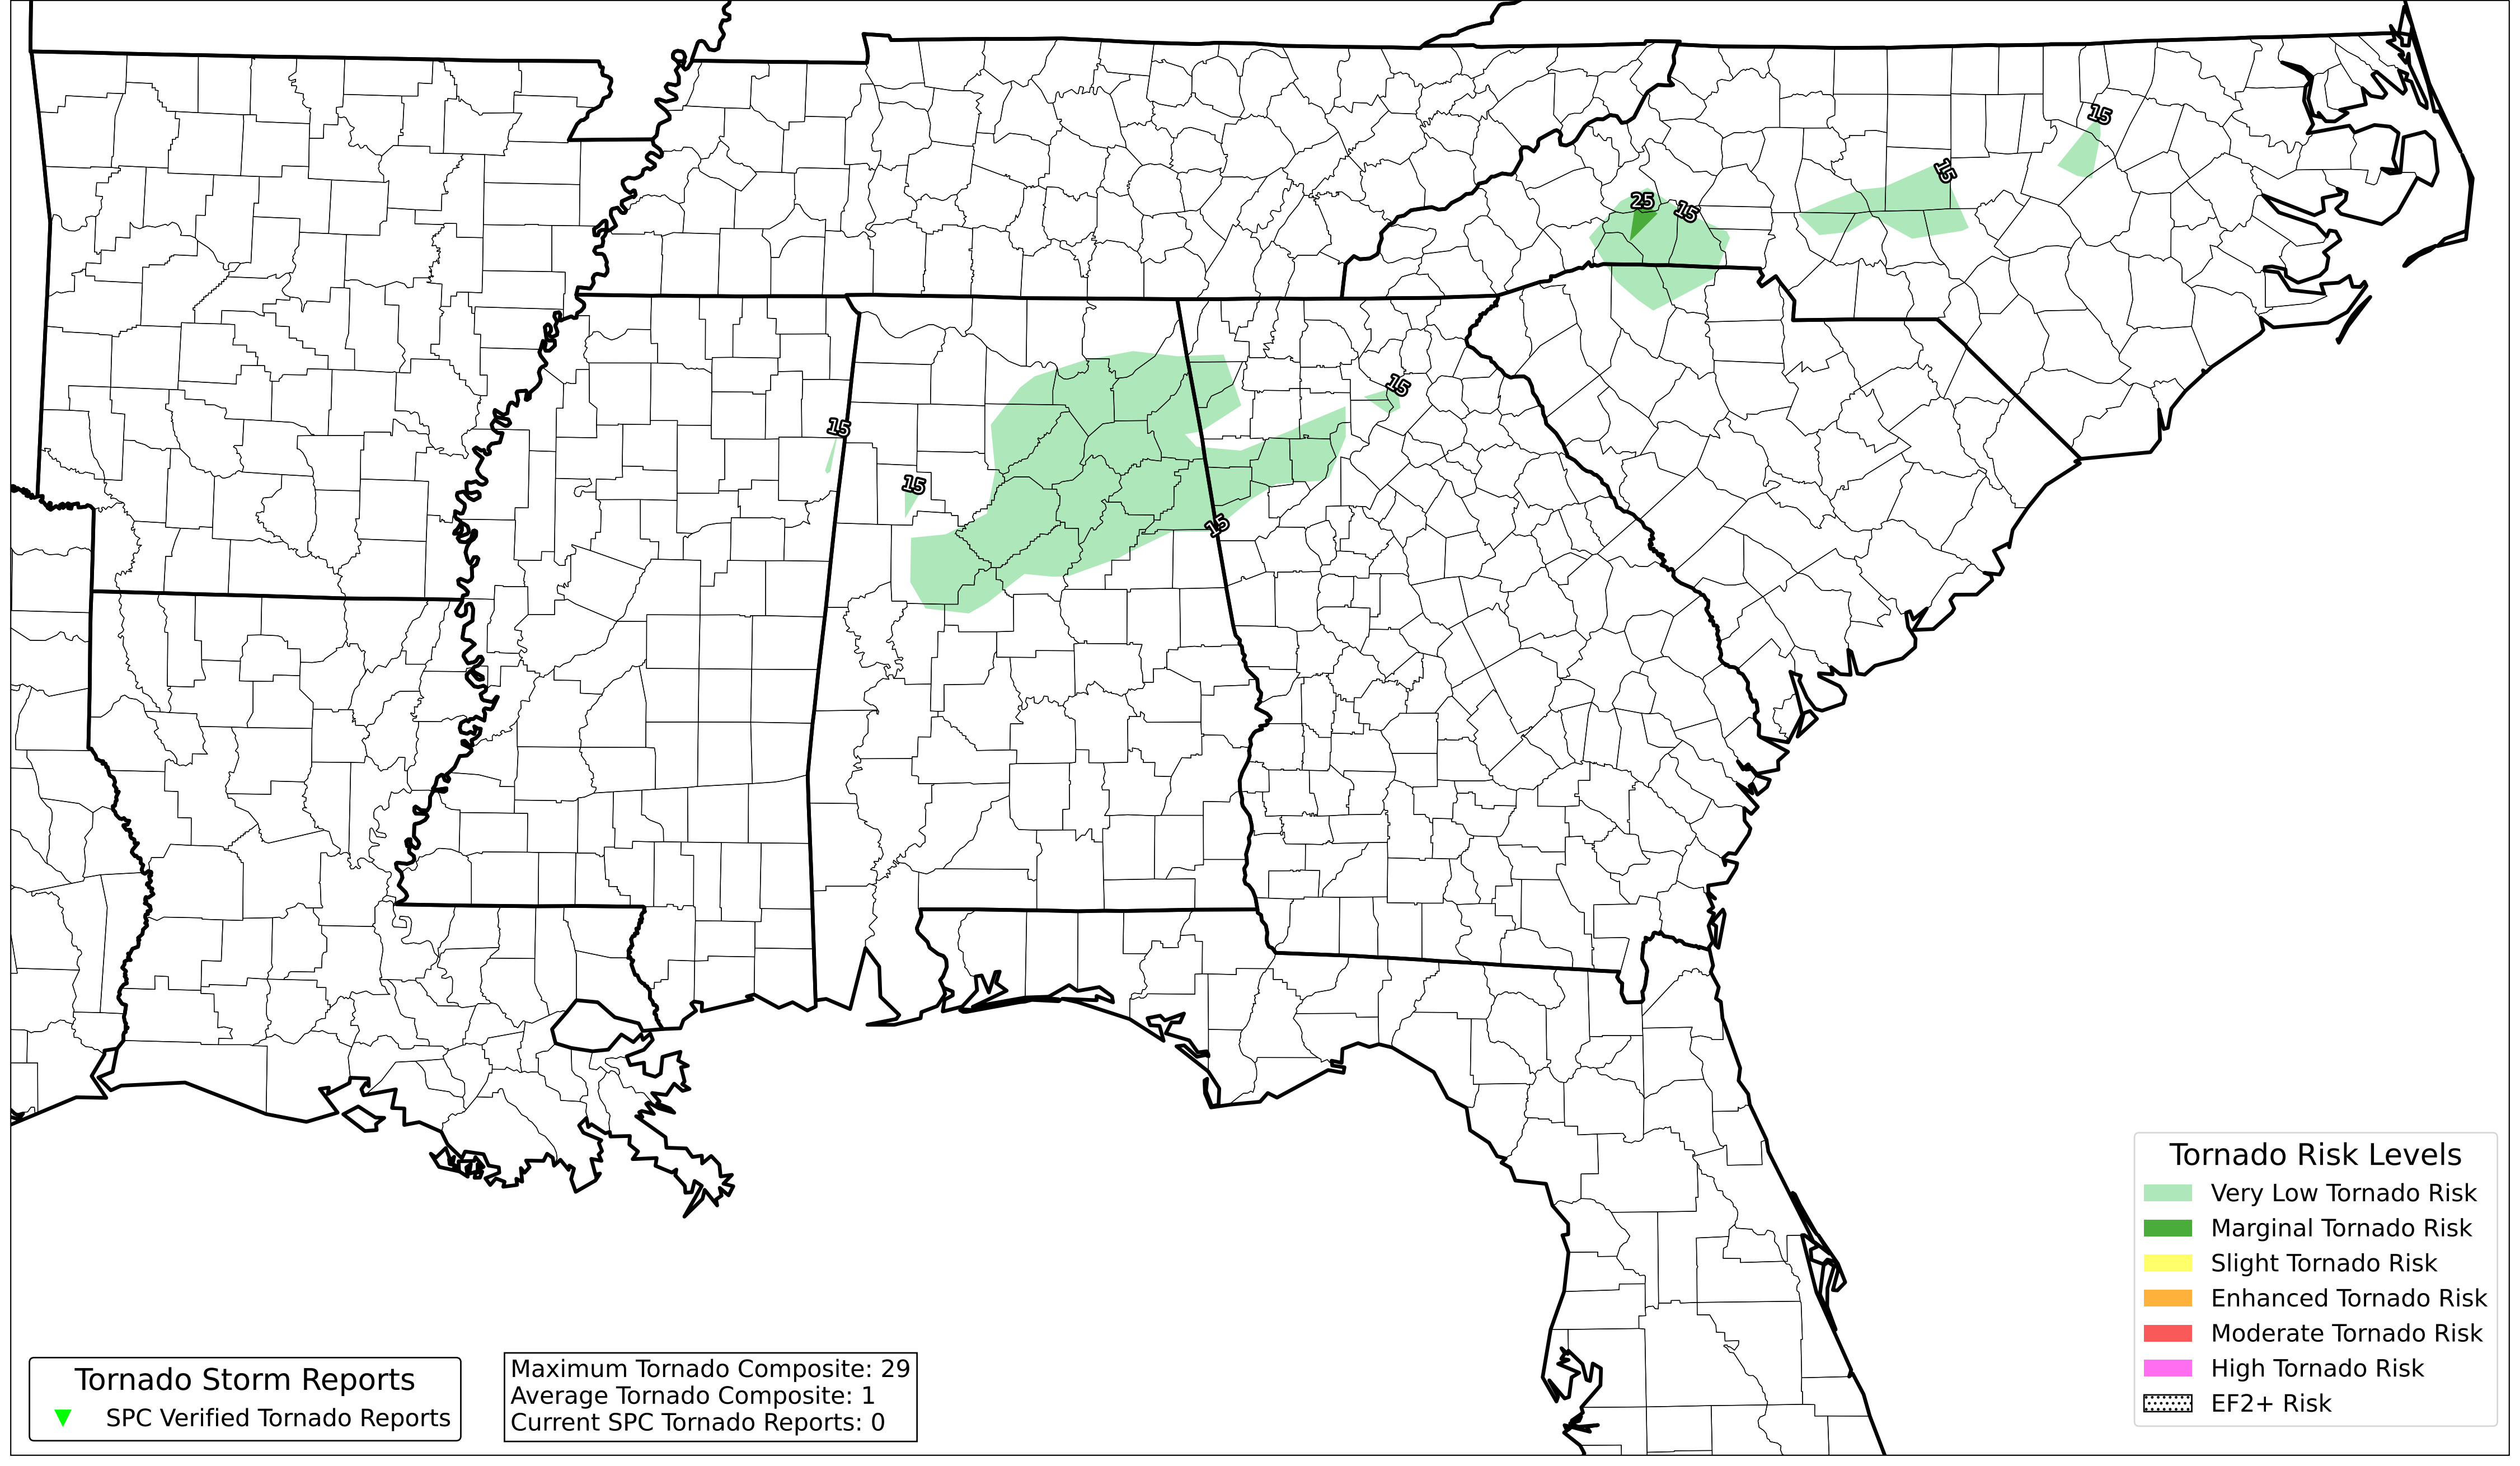 15
15
25
15
15
15
15
15
Tornado Risk Levels
Very Low Tornado Risk
Marginal Tornado Risk
Slight Tornado Risk
Enhanced Tornado Risk
Moderate Tornado Risk
High Tornado Risk
EF2+ Risk
Tornado Storm Reports
SPC Verified Tornado Reports
Maximum Tornado Composite: 29
Average Tornado Composite: 1
Current SPC Tornado Reports: 0